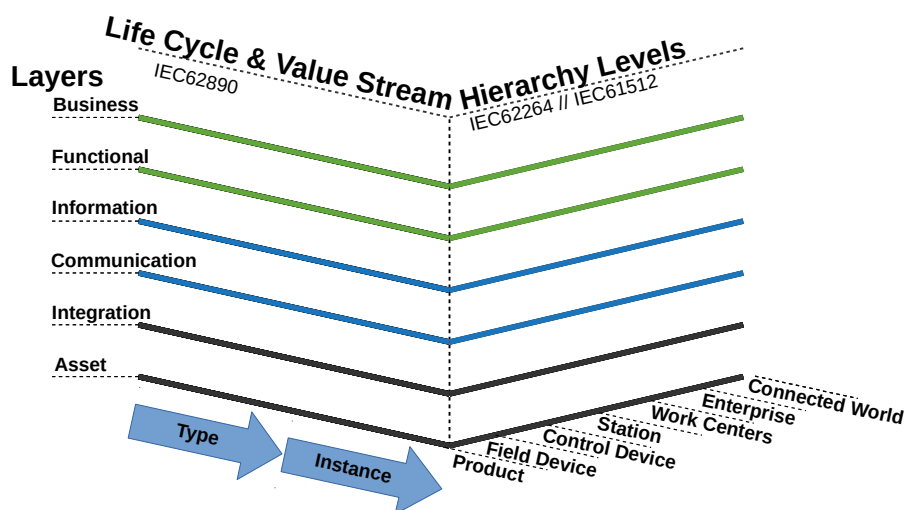 Life Cycle & Value Stream
IEC62890
Hierarchy Levels
IEC62264 // IEC61512
Layers
Business
Functional
Information
Communication
Integration
Asset
Type
Instance
Product
Field Device
Control Device
Station
Work Centers
Enterprise
Connected World